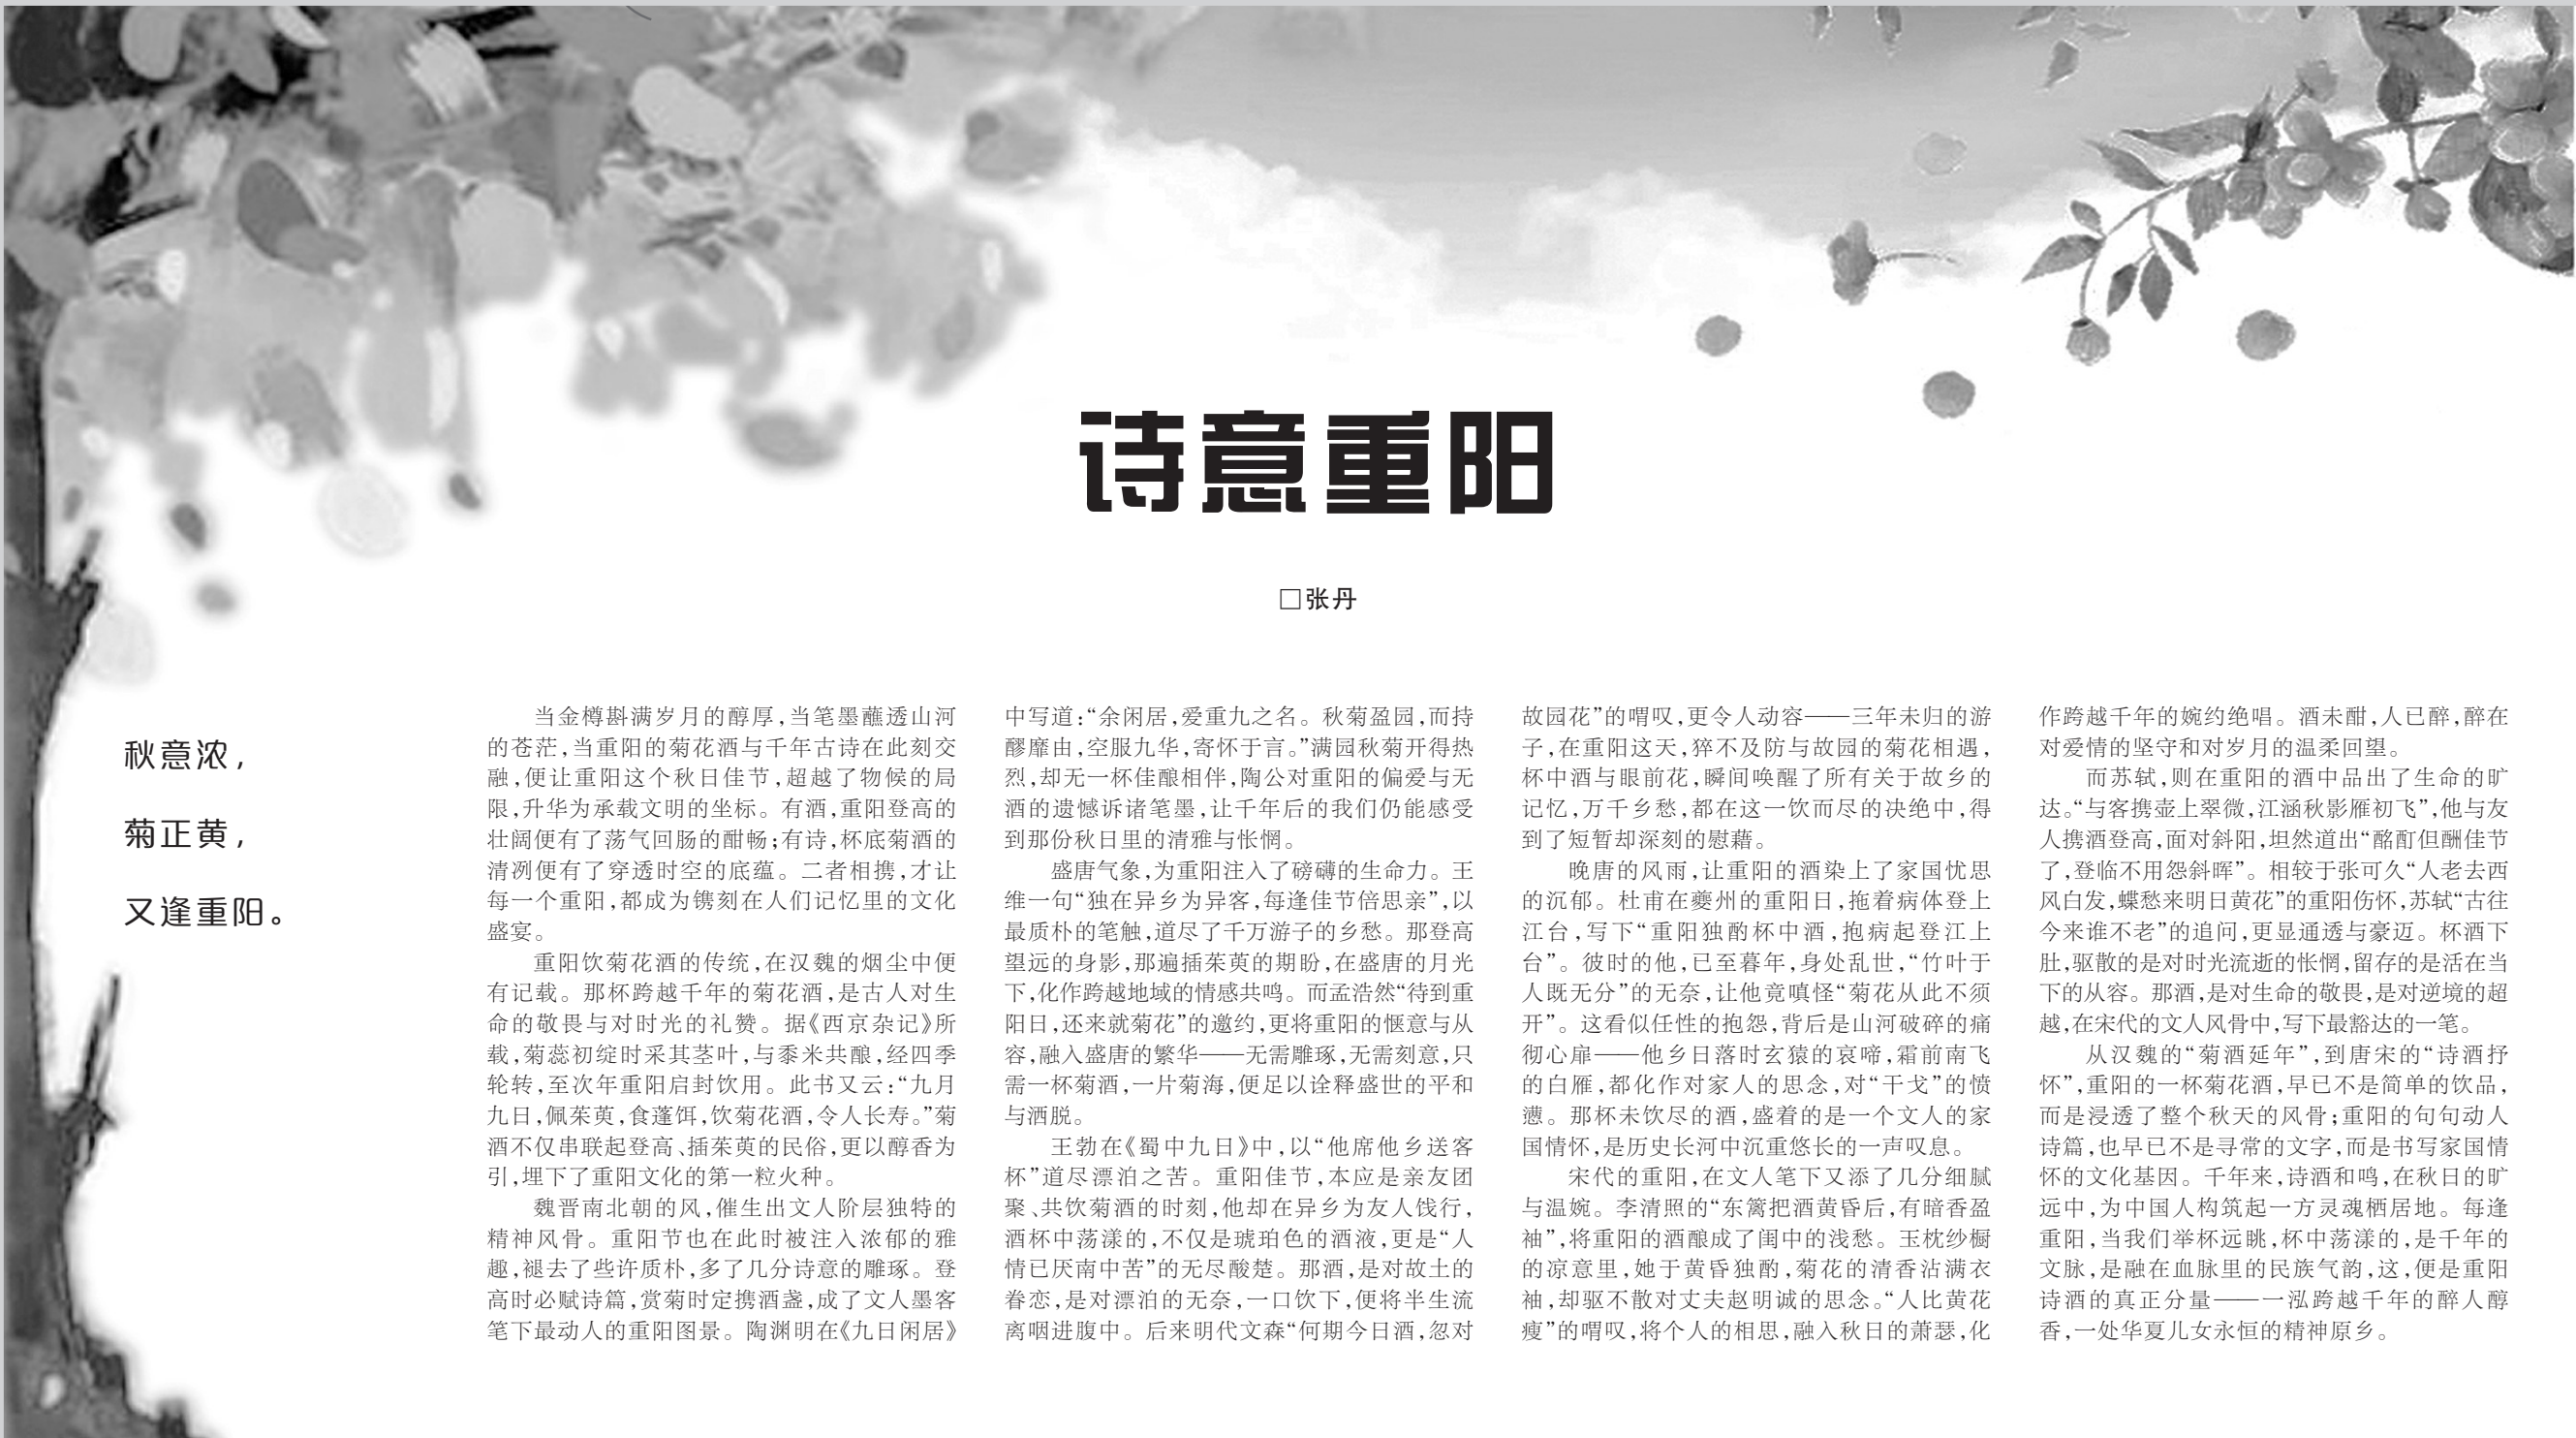 诗意重阳
□张丹
秋意浓,
菊正黄,
又逢重阳。
当金樽斟满岁月的醇厚,当笔墨蘸透山河
的苍茫,当重阳的菊花酒与千年古诗在此刻交
融,便让重阳这个秋日佳节,超越了物候的局
限,升华为承载文明的坐标。有酒,重阳登高的
壮阔便有了荡气回肠的酣畅;有诗,杯底菊酒的
清冽便有了穿透时空的底蕴。二者相携,才让
每一个重阳,都成为镌刻在人们记忆里的文化
盛宴。
重阳饮菊花酒的传统,在汉魏的烟尘中便
有记载。那杯跨越千年的菊花酒,是古人对生
命的敬畏与对时光的礼赞。据《西京杂记》所
载,菊蕊初绽时采其茎叶,与黍米共酿,经四季
轮转,至次年重阳启封饮用。此书又云:“九月
九日,佩茱萸,食蓬饵,饮菊花酒,令人长寿。”菊
酒不仅串联起登高、插茱萸的民俗,更以醇香为
引,埋下了重阳文化的第一粒火种。
魏晋南北朝的风,催生出文人阶层独特的
精神风骨。重阳节也在此时被注入浓郁的雅
趣,褪去了些许质朴,多了几分诗意的雕琢。登
高时必赋诗篇,赏菊时定携酒盏,成了文人墨客
笔下最动人的重阳图景。陶渊明在《九日闲居》
中写道:“余闲居,爱重九之名。秋菊盈园,而持
醪靡由,空服九华,寄怀于言。”满园秋菊开得热
烈,却无一杯佳酿相伴,陶公对重阳的偏爱与无
酒的遗憾诉诸笔墨,让千年后的我们仍能感受
到那份秋日里的清雅与怅惘。
盛唐气象,为重阳注入了磅礴的生命力。王
维一句“独在异乡为异客,每逢佳节倍思亲”,以
最质朴的笔触,道尽了千万游子的乡愁。那登高
望远的身影,那遍插茱萸的期盼,在盛唐的月光
下,化作跨越地域的情感共鸣。而孟浩然“待到重
阳日,还来就菊花”的邀约,更将重阳的惬意与从
容,融入盛唐的繁华——无需雕琢,无需刻意,只
需一杯菊酒,一片菊海,便足以诠释盛世的平和
与洒脱。
王勃在《蜀中九日》中,以“他席他乡送客
杯”道尽漂泊之苦。重阳佳节,本应是亲友团
聚、共饮菊酒的时刻,他却在异乡为友人饯行,
酒杯中荡漾的,不仅是琥珀色的酒液,更是“人
情已厌南中苦”的无尽酸楚。那酒,是对故土的
眷恋,是对漂泊的无奈,一口饮下,便将半生流
离咽进腹中。后来明代文森“何期今日酒,忽对
故园花”的喟叹,更令人动容——三年未归的游
子,在重阳这天,猝不及防与故园的菊花相遇,
杯中酒与眼前花,瞬间唤醒了所有关于故乡的
记忆,万千乡愁,都在这一饮而尽的决绝中,得
到了短暂却深刻的慰藉。
晚唐的风雨,让重阳的酒染上了家国忧思
的沉郁。杜甫在夔州的重阳日,拖着病体登上
江台,写下“重阳独酌杯中酒,抱病起登江上
台”。彼时的他,已至暮年,身处乱世,“竹叶于
人既无分”的无奈,让他竟嗔怪“菊花从此不须
开”。这看似任性的抱怨,背后是山河破碎的痛
彻心扉——他乡日落时玄猿的哀啼,霜前南飞
的白雁,都化作对家人的思念,对“干戈”的愤
懑。那杯未饮尽的酒,盛着的是一个文人的家
国情怀,是历史长河中沉重悠长的一声叹息。
宋代的重阳,在文人笔下又添了几分细腻
与温婉。李清照的“东篱把酒黄昏后,有暗香盈
袖”,将重阳的酒酿成了闺中的浅愁。玉枕纱橱
的凉意里,她于黄昏独酌,菊花的清香沾满衣
袖,却驱不散对丈夫赵明诚的思念。“人比黄花
瘦”的喟叹,将个人的相思,融入秋日的萧瑟,化
作跨越千年的婉约绝唱。酒未酣,人已醉,醉在
对爱情的坚守和对岁月的温柔回望。
而苏轼,则在重阳的酒中品出了生命的旷
达。“与客携壶上翠微,江涵秋影雁初飞”,他与友
人携酒登高,面对斜阳,坦然道出“酩酊但酬佳节
了,登临不用怨斜晖”。相较于张可久“人老去西
风白发,蝶愁来明日黄花”的重阳伤怀,苏轼“古往
今来谁不老”的追问,更显通透与豪迈。杯酒下
肚,驱散的是对时光流逝的怅惘,留存的是活在当
下的从容。那酒,是对生命的敬畏,是对逆境的超
越,在宋代的文人风骨中,写下最豁达的一笔。
从汉魏的“菊酒延年”,到唐宋的“诗酒抒
怀”,重阳的一杯菊花酒,早已不是简单的饮品,
而是浸透了整个秋天的风骨;重阳的句句动人
诗篇,也早已不是寻常的文字,而是书写家国情
怀的文化基因。千年来,诗酒和鸣,在秋日的旷
远中,为中国人构筑起一方灵魂栖居地。每逢
重阳,当我们举杯远眺,杯中荡漾的,是千年的
文脉,是融在血脉里的民族气韵,这,便是重阳
诗酒的真正分量——一泓跨越千年的醉人醇
香,一处华夏儿女永恒的精神原乡。